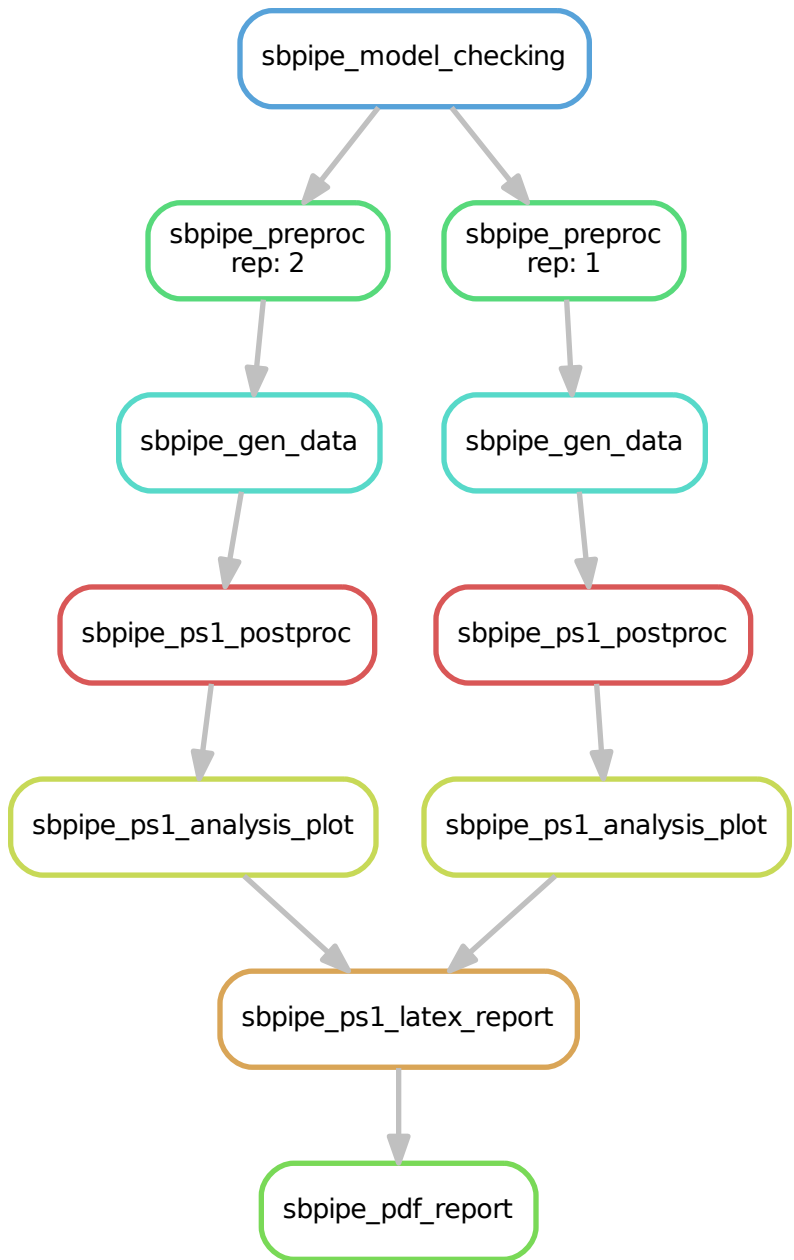 sbpipe_model_checking
sbpipe_preproc
rep: 2
sbpipe_preproc
rep: 1
sbpipe_gen_data
sbpipe_gen_data
sbpipe_ps1_postproc
sbpipe_ps1_postproc
sbpipe_ps1_analysis_plot
sbpipe_ps1_analysis_plot
sbpipe_ps1_latex_report
sbpipe_pdf_report